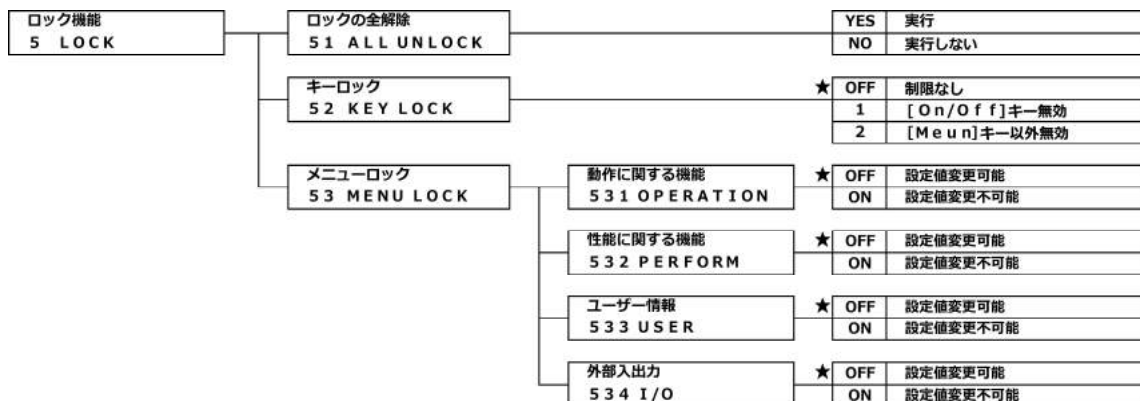 ロック機能
5 LOCK
ロックの全解除
51 ALL UNLOCK
YES 実行
NO 実行しない
キーロック
52 KEY LOCK
★ OFF 制限なし
1 [On/Off]キー無効
2 [Meun]キー以外無効
メニューロック
53 MENU LOCK
動作に関する機能
531 OPERATION
★ OFF 設定値変更可能
ON 設定値変更不可能
性能に関する機能
532 PERFORM
★ OFF 設定値変更可能
ON 設定値変更不可能
ユーザー情報
533 USER
★ OFF 設定値変更可能
ON 設定値変更不可能
外部入出力
534 I/O
★ OFF 設定値変更可能
ON 設定値変更不可能